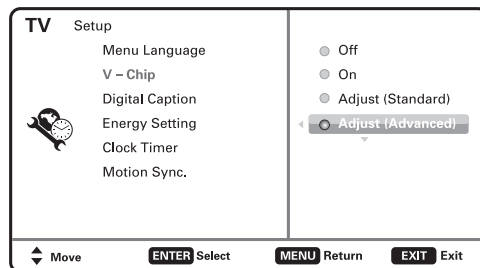 TV Setup
Menu Language
V – Chip
Digital Caption
Energy Setting
Clock Timer
Motion Sync.
Off
On
Adjust (Standard)
Adjust (Advanced)
Move ENTER Select MENU Return EXIT Exit